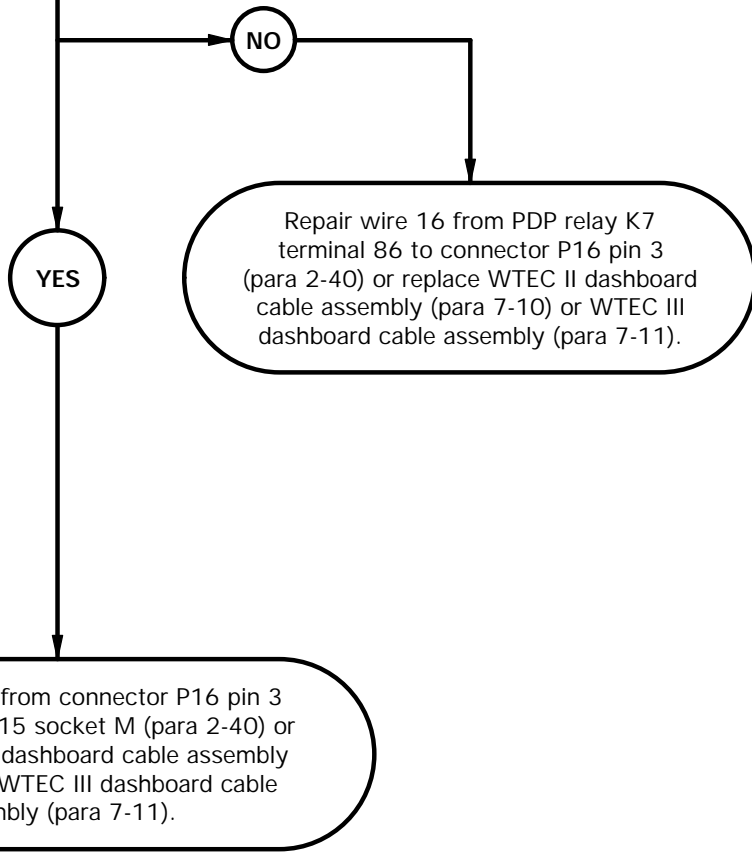 NO
Repair wire 16 from PDP relay K7
terminal 86 to connector P16 pin 3
(para 2-40) or replace WTEC II dashboard
cable assembly (para 7-10) or WTEC III
dashboard cable assembly (para 7-11).
YES
from connector P16 pin 3
15 socket M (para 2-40) or
dashboard cable assembly
WTEC III dashboard cable
mbly (para 7-11).